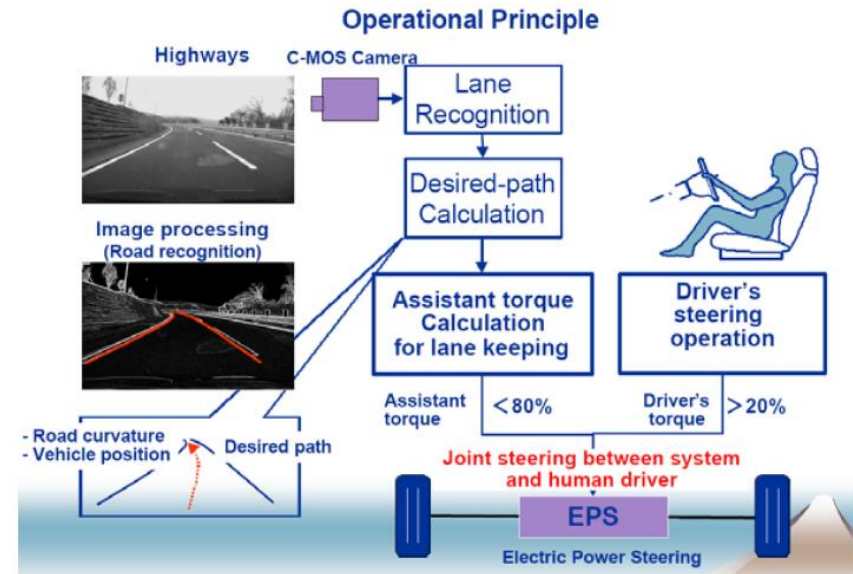 Operational Principle
Highways
C-MOS Camera
Lane
Recognition
Desired-path
Calculation
Image processing
(Road recognition)
Assistant torque
Calculation
for lane keeping
Driver's
steering
operation
Assistant
torque
<80%
Driver's
torque
>20%
- Road curvature
- Vehicle position
Desired path
Joint steering between system
and human driver
EPS
Electric Power Steering